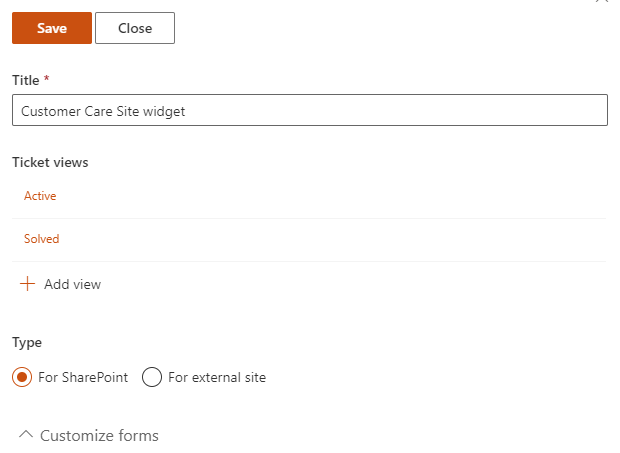 Save Close
Title *
Customer Care Site widget
Ticket views
Active
Solved
Add view
Type
For SharePoint For external site
Customize forms